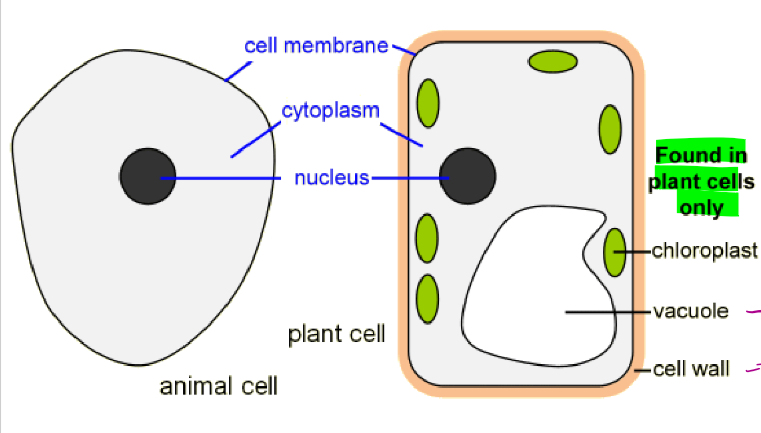 cell membrane
cytoplasm
nucleus
Found in
plant cells
only
chloroplast
vacuole
cell wall
plant cell
animal cell